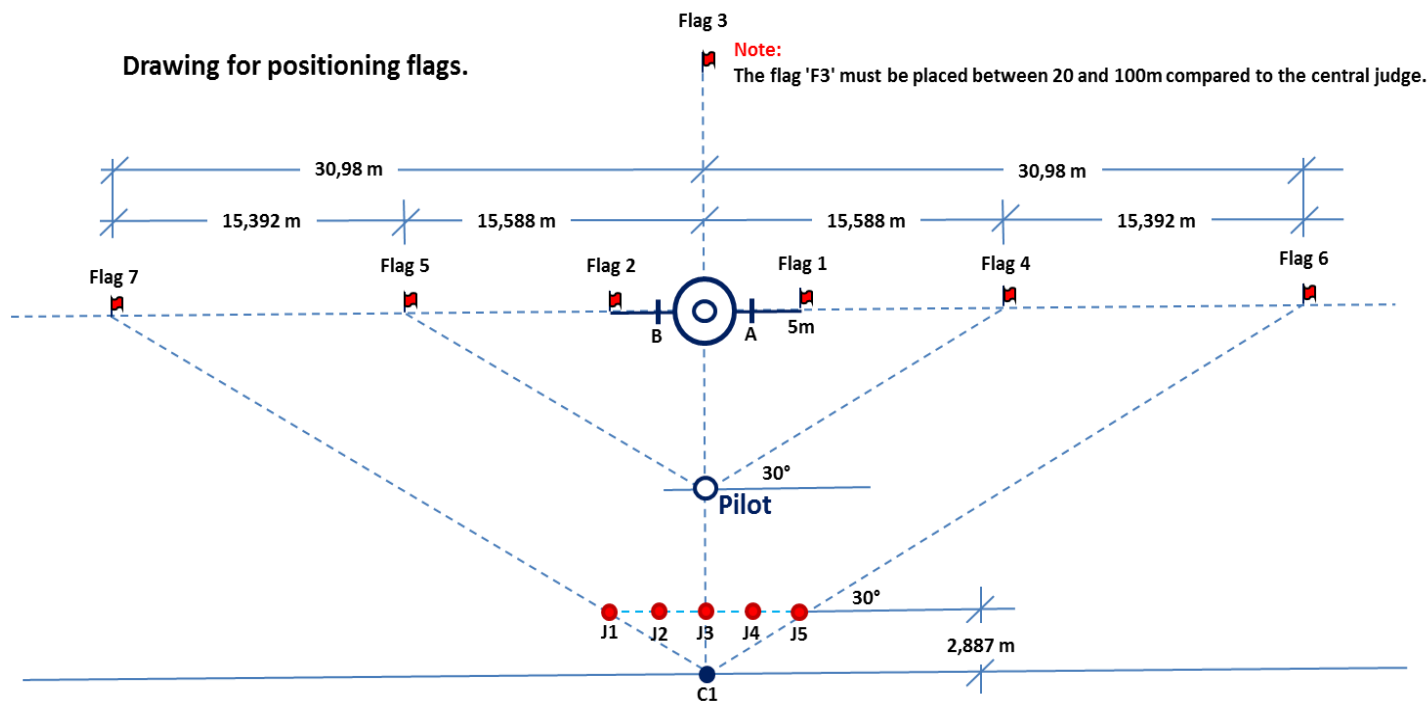 Flag 3
Drawing for positioning flags.
Note:
The flag 'F3' must be placed between 20 and 100m compared to the central judge.
30,98 m
30,98 m
15,392 m
15,588 m
15,588 m
15,392 m
Flag 7
Flag 5
Flag 2
Flag 1
Flag 4
Flag 6
B
A
5m
30°
Pilot
30°
J1
J2
J3
J4
J5
2,887 m
C1